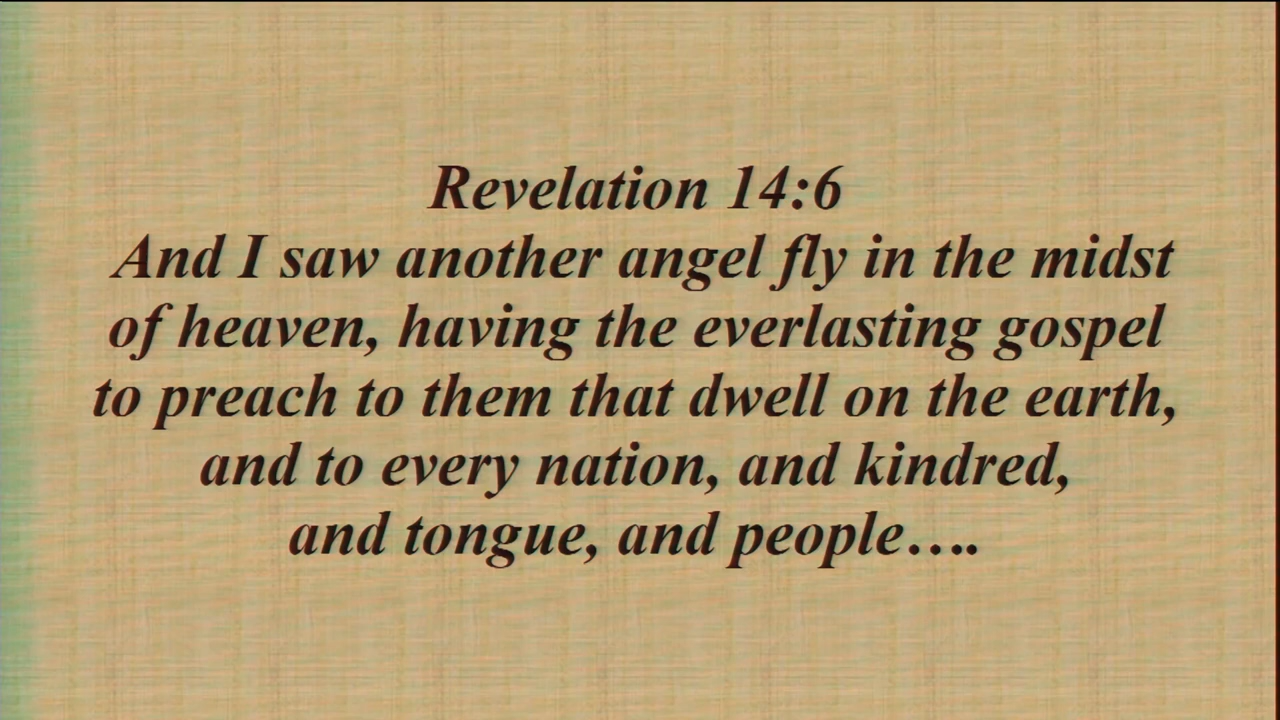 Revelation 14:6
And I saw another angel fly in the midst
of heaven, having the everlasting gospel
to preach to them that dwell on the earth,
and to every nation, and kindred,
and tongue, and people….